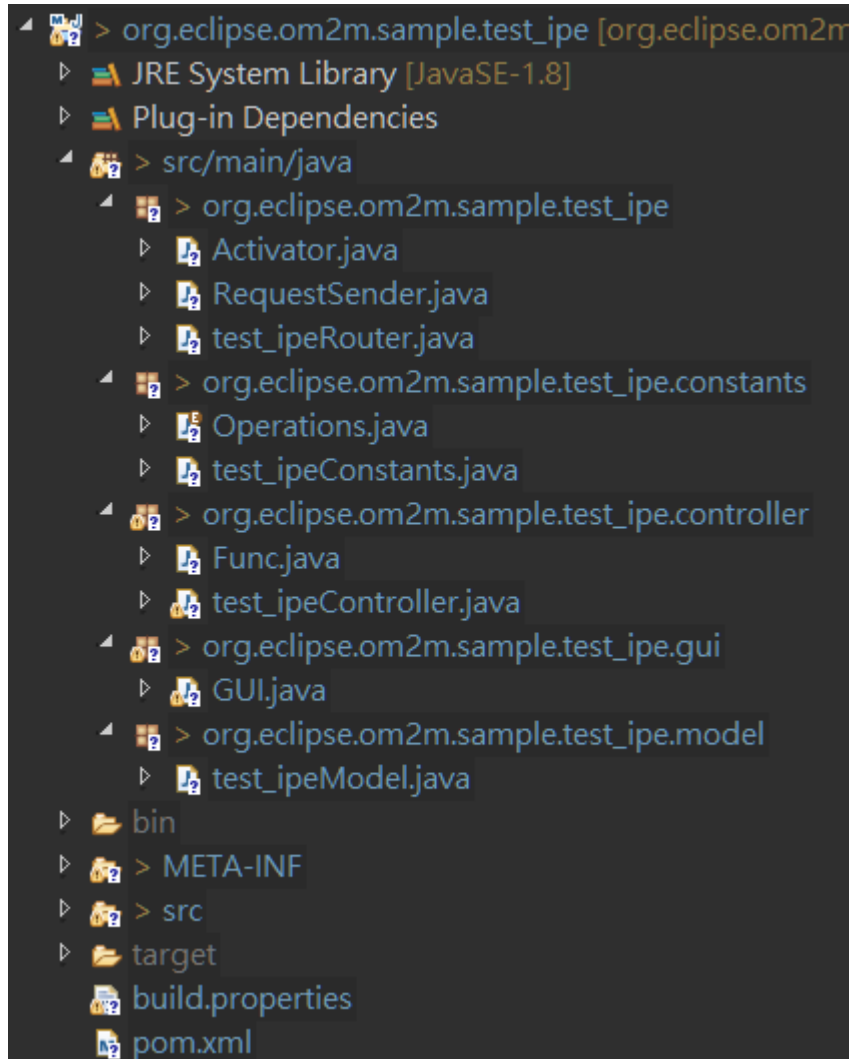 > org.eclipse.om2m.sample.test_ipe [org.eclipse.om2m
JRE System Library [JavaSE-1.8]
Plug-in Dependencies
> src/main/java
> org.eclipse.om2m.sample.test_ipe
Activator.java
RequestSender.java
test_ipeRouter.java
> org.eclipse.om2m.sample.test_ipe.constants
Operations.java
test_ipeConstants.java
> org.eclipse.om2m.sample.test_ipe.controller
Func.java
test_ipeController.java
> org.eclipse.om2m.sample.test_ipe.gui
GUI.java
> org.eclipse.om2m.sample.test_ipe.model
test_ipeModel.java
bin
> META-INF
> src
target
build.properties
pom.xml